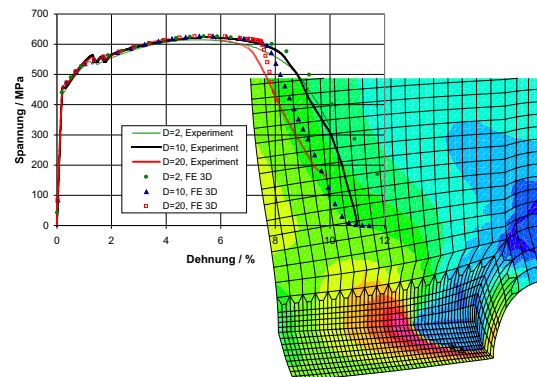 700
600
500
400
300
200
100
0
Spannung / MPa
D=2, Experiment
D=10, Experiment
D=20, Experiment
D=2, FE 3D
D=10, FE 3D
D=20, FE 3D
0 2 4 6 8 10 12
Dehnung / %